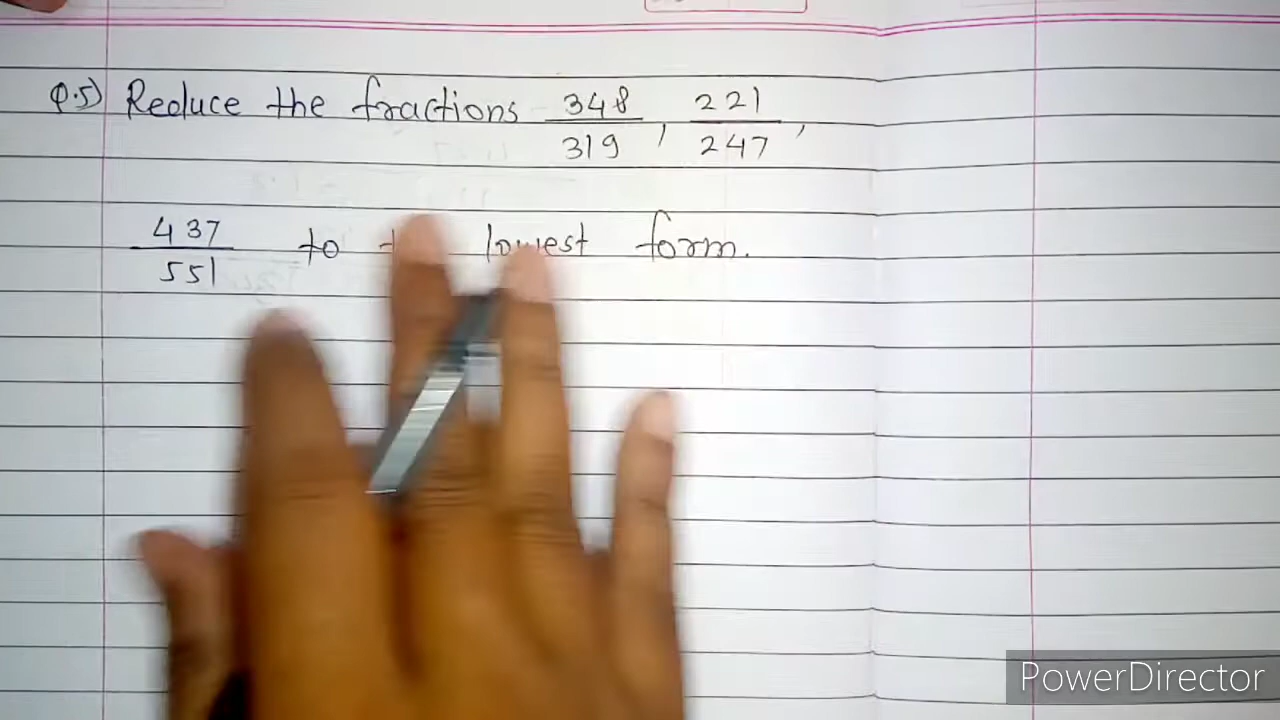 Q.5) Reduce the fractions 348/319, 221/247,
437/551 to lowest form.
PowerDirector